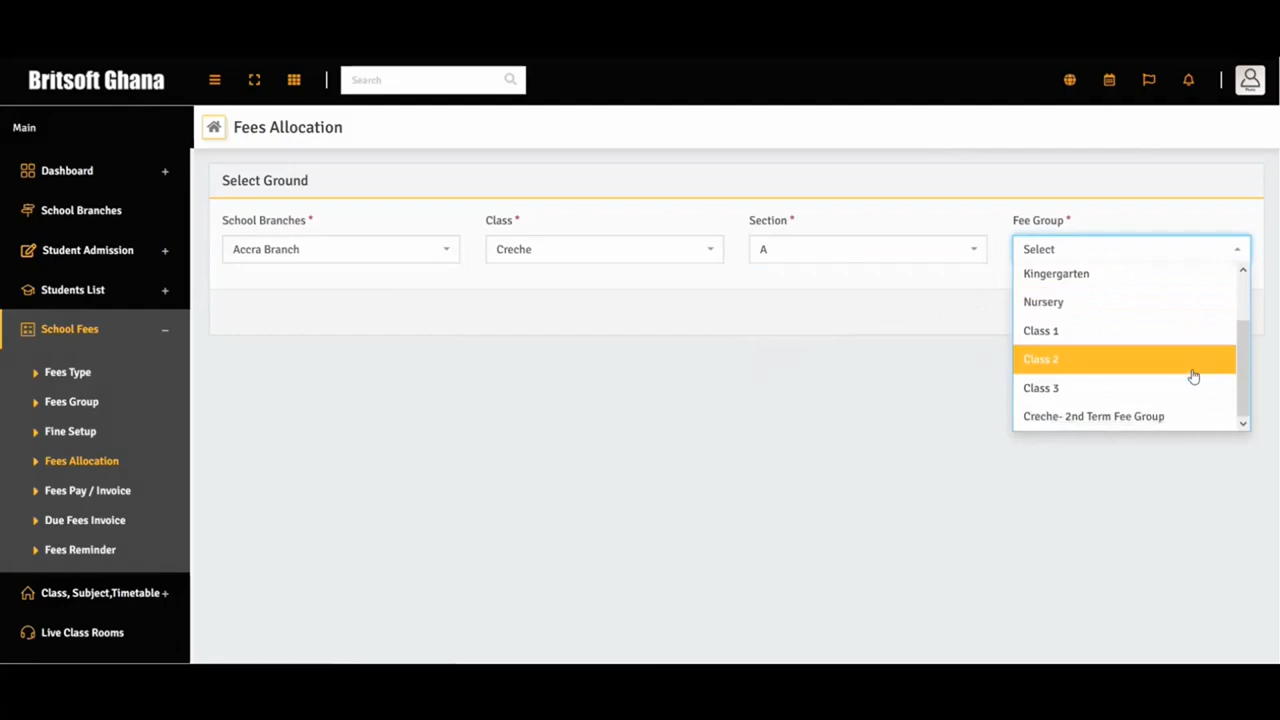 Britsoft Ghana
Search
Main
Dashboard
School Branches
Student Admission
Students List
School Fees
Fees Type
Fees Group
Fine Setup
Fees Allocation
Fees Pay / Invoice
Due Fees Invoice
Fees Reminder
Class, Subject,Timetable
Live Class Rooms
Fees Allocation
Select Ground
School Branches *
Accra Branch
Class *
Creche
Section *
A
Fee Group *
Select
Kingergarten
Nursery
Class 1
Class 2
Class 3
Creche- 2nd Term Fee Group